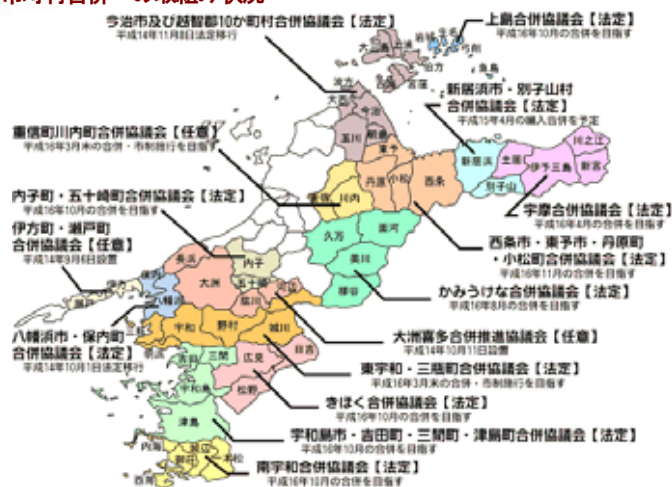 今治市及び越智郡10か町村合併協議会【法定】
平成14年11月8日法定移行
上島合併協議会【法定】
平成16年10月の合併を目指す
新居浜市・別子山村
合併協議会【法定】
平成15年4月の編入合併を予定
重信町川内町合併協議会【任意】
平成16年3月末の合併・市制施行を目指す
内子町・五十崎町合併協議会【法定】
平成16年10月の合併を目指す
伊方町・瀬戸町
合併協議会【任意】
平成14年9月6日設置
宇摩合併協議会【法定】
平成16年4月の合併を目指す
西条市・東予市・丹原町
・小松町合併協議会【法定】
平成16年11月の合併を目指す
かみうけな合併協議会【法定】
平成16年8月の合併を目指す
大洲喜多合併推進協議会【任意】
平成14年10月11日設置
八幡浜市・保内町
合併協議会【法定】
平成14年10月1日法定移行
東宇和・三瓶町合併協議会【法定】
平成16年3月末の合併・市制施行を目指す
きほく合併協議会【法定】
平成16年10月の合併を目指す
宇和島市・吉田町・三間町・津島町合併協議会【法定】
平成16年10月の合併を目指す
南宇和合併協議会【法定】
平成16年10月の合併を目指す
魚島
弓削
伯方
宮窪
波方
大西
今治
玉川
朝倉
東予
丹原
小松
西条
新居浜
別子山
土居
伊予三島
川之江
新宮
川内
久万
面河
美川
柳谷
内子
五十崎
長浜
大洲
肱川
保内
八幡浜
宇和
野村
城川
吉田
三間
広見
日吉
松野
宇和島
津島
内海
西海